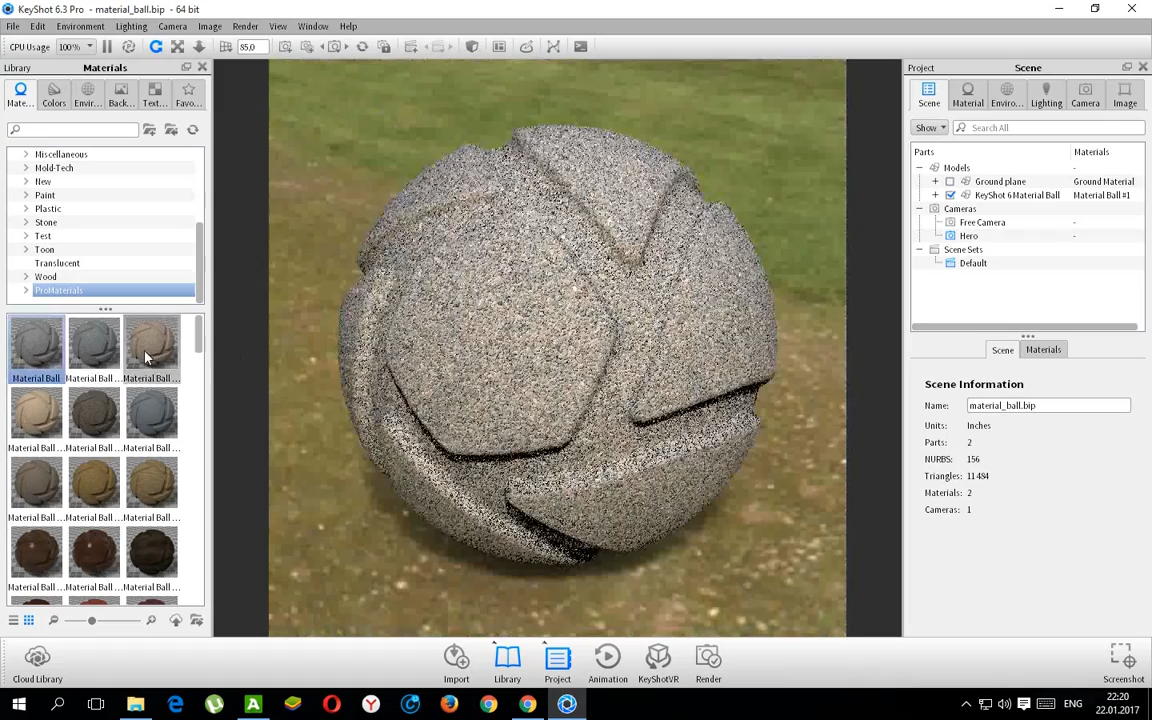 KeyShot 6.3 Pro - material_ball.bip - 64 bit
File Edit Environment Lighting Camera Image Render View Window Help
CPU Usage 100% 85.0
Library Materials
Mate... Colors Envir... Back... Text... Favo...
Miscellaneous
Mold-Tech
New
Paint
Plastic
Stone
Test
Toon
Translucent
Wood
ProMaterials
Material Ball Material Ball ... Material Ball ...
Material Ball ... Material Ball ... Material Ball ...
Material Ball ... Material Ball ... Material Ball ...
Material Ball ... Material Ball ... Material Ball ...
Project Scene
Scene Material Enviro... Lighting Camera Image
Show Search All
Parts Materials
Models -
Ground plane Ground Material
KeyShot 6 Material Ball Material Ball #1
Cameras
Free Camera -
Hero -
Scene Sets
Default
Scene Materials
Scene Information
Name: material_ball.bip
Units: Inches
Parts: 2
NURBS: 156
Triangles: 11 484
Materials: 2
Cameras: 1
Cloud Library Import Library Project Animation KeyShotVR Render Screenshot
ENG
22:20
22.01.2017